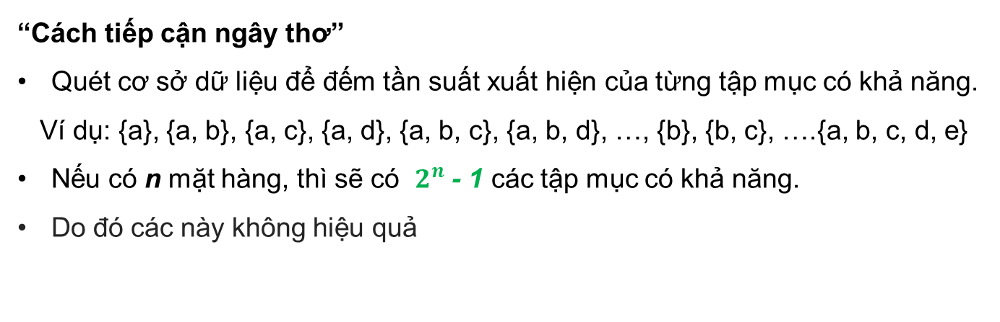 “Cách tiếp cận ngây thơ”
• Quét cơ sở dữ liệu để đếm tần suất xuất hiện của từng tập mục có khả năng.
Ví dụ: {a}, {a, b}, {a, c}, {a, d}, {a, b, c}, {a, b, d}, …, {b}, {b, c}, ….{a, b, c, d, e}
• Nếu có n mặt hàng, thì sẽ có 2ⁿ - 1 các tập mục có khả năng.
• Do đó các này không hiệu quả